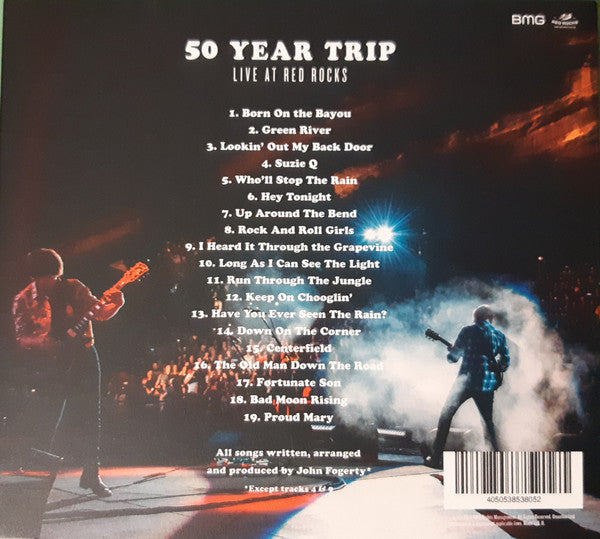 BMG
50 YEAR TRIP
LIVE AT RED ROCKS
1. Born On the Bayou
2. Green River
3. Lookin' Out My Back Door
4. Suzie Q
5. Who'll Stop The Rain
6. Hey Tonight
7. Up Around The Bend
8. Rock And Roll Girls
9. I Heard It Through the Grapevine
10. Long As I Can See The Light
11. Run Through The Jungle
12. Keep On Chooglin'
13. Have You Ever Seen The Rain?
14. Down On The Corner
15. Centerfield
16. The Old Man Down The Road
17. Fortunate Son
18. Bad Moon Rising
19. Proud Mary
All songs written, arranged
and produced by John Fogerty*
*Except tracks 4 & 9
4050538538052